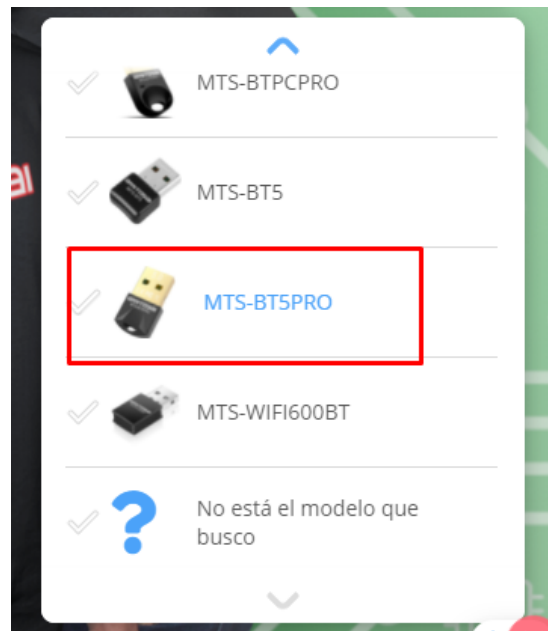 MTS-BTPCPRO
MTS-BT5
MTS-BT5PRO
MTS-WIFI600BT
No está el modelo que
busco